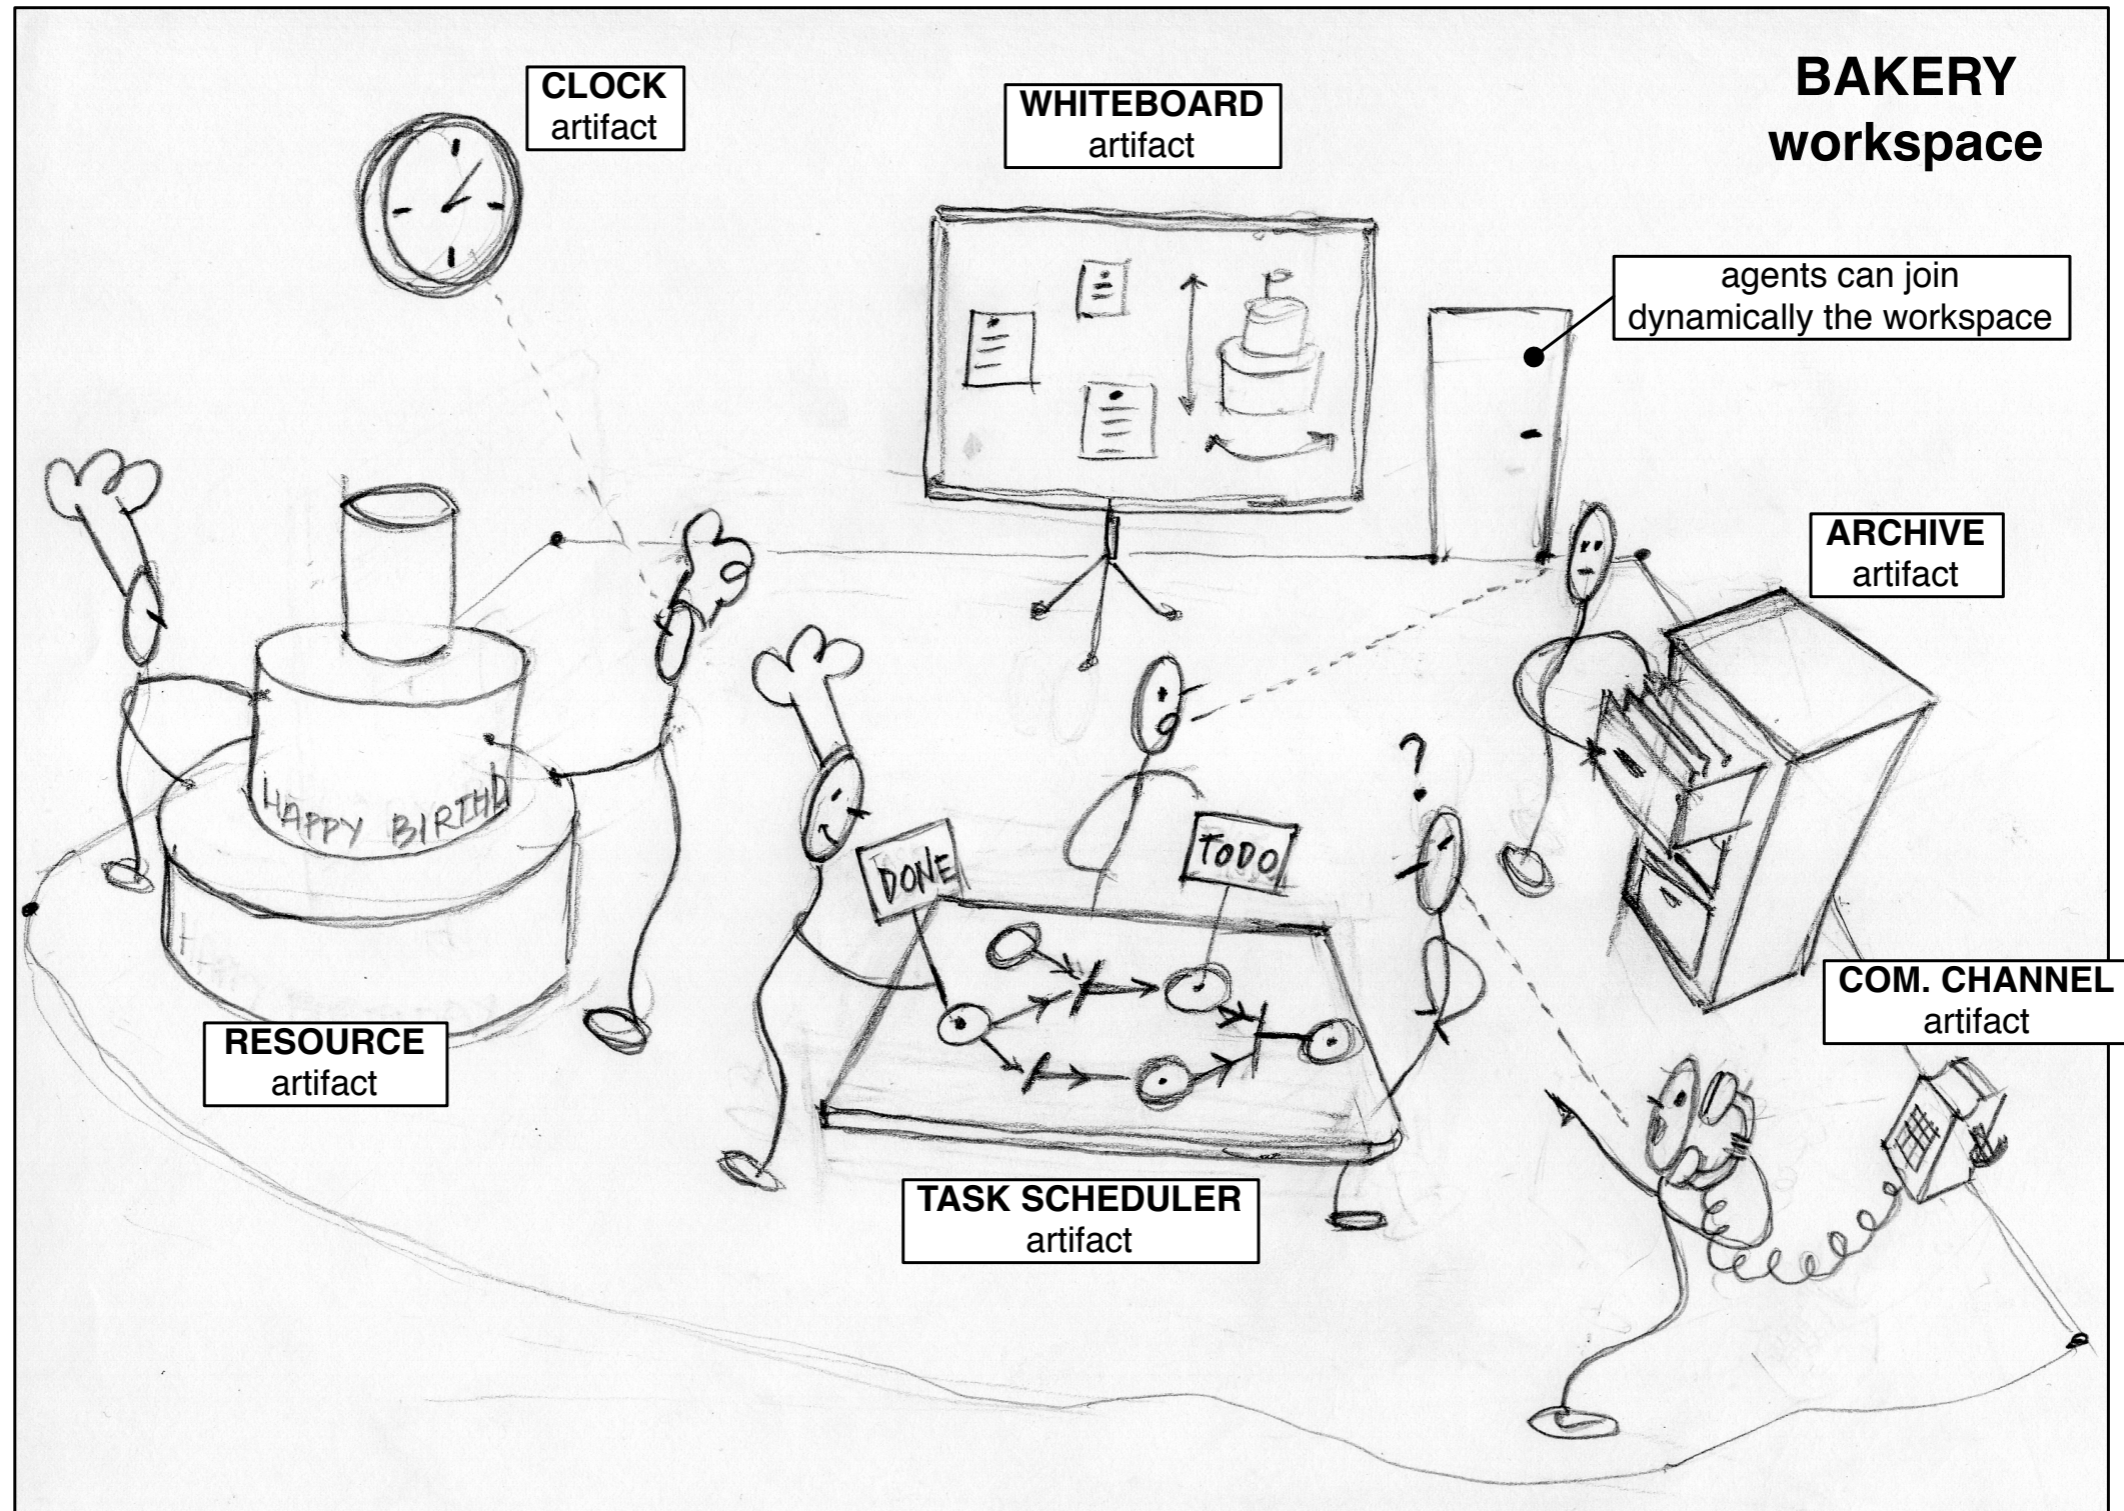 CLOCK
artifact
WHITEBOARD
artifact
BAKERY
workspace
agents can join
dynamically the workspace
ARCHIVE
artifact
HAPPY BIRTHD
?
DONE
TODO
COM. CHANNEL
artifact
RESOURCE
artifact
TASK SCHEDULER
artifact